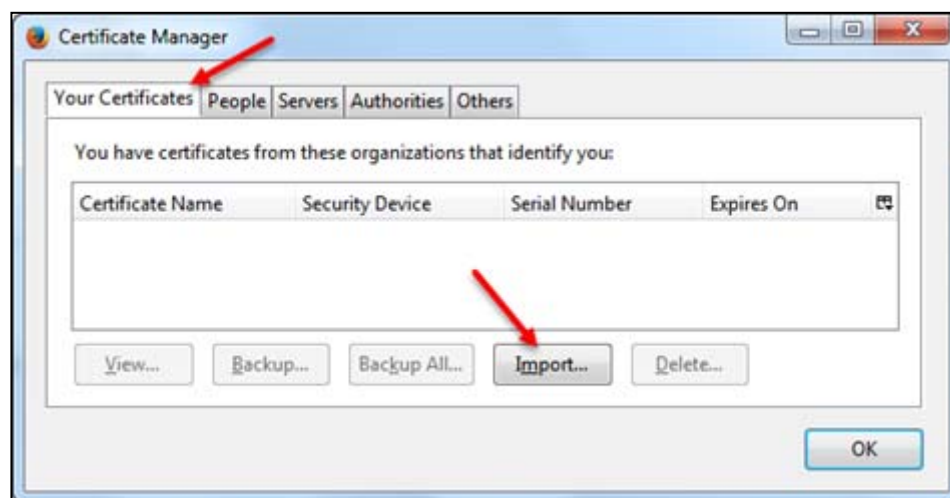 Certificate Manager
Your Certificates People Servers Authorities Others
You have certificates from these organizations that identify you:
Certificate Name Security Device Serial Number Expires On
View... Backup... Backup All... Import... Delete...
OK